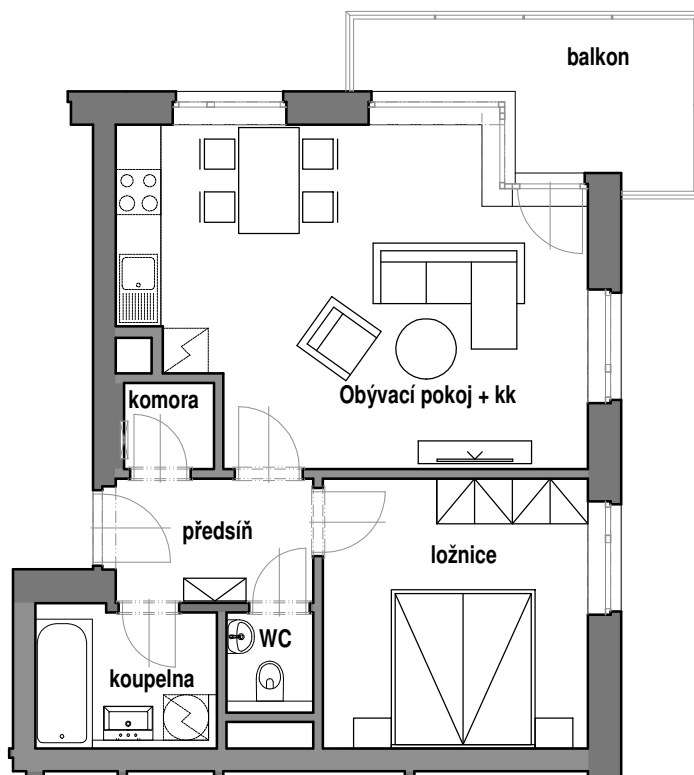 balkon
Obývací pokoj + kk
komora
předsíň
ložnice
WC
koupelna